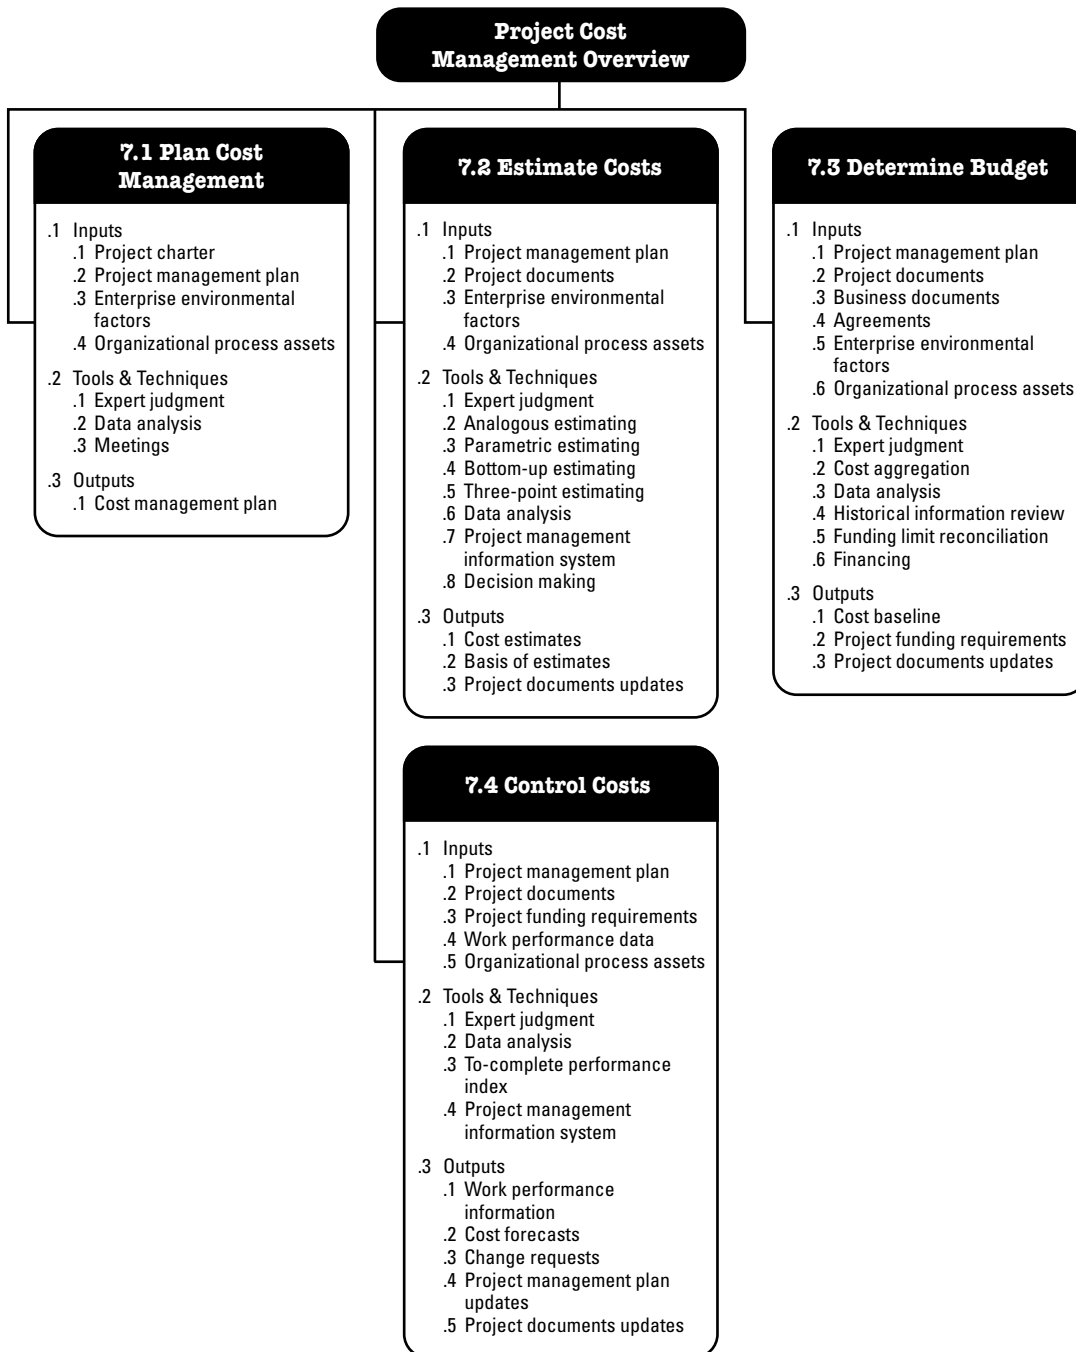 Project Cost
Management Overview
7.1 Plan Cost
Management
.1 Inputs
.1 Project charter
.2 Project management plan
.3 Enterprise environmental
factors
.4 Organizational process assets
.2 Tools & Techniques
.1 Expert judgment
.2 Data analysis
.3 Meetings
.3 Outputs
.1 Cost management plan
7.2 Estimate Costs
.1 Inputs
.1 Project management plan
.2 Project documents
.3 Enterprise environmental
factors
.4 Organizational process assets
.2 Tools & Techniques
.1 Expert judgment
.2 Analogous estimating
.3 Parametric estimating
.4 Bottom-up estimating
.5 Three-point estimating
.6 Data analysis
.7 Project management
information system
.8 Decision making
.3 Outputs
.1 Cost estimates
.2 Basis of estimates
.3 Project documents updates
7.3 Determine Budget
.1 Inputs
.1 Project management plan
.2 Project documents
.3 Business documents
.4 Agreements
.5 Enterprise environmental
factors
.6 Organizational process assets
.2 Tools & Techniques
.1 Expert judgment
.2 Cost aggregation
.3 Data analysis
.4 Historical information review
.5 Funding limit reconciliation
.6 Financing
.3 Outputs
.1 Cost baseline
.2 Project funding requirements
.3 Project documents updates
7.4 Control Costs
.1 Inputs
.1 Project management plan
.2 Project documents
.3 Project funding requirements
.4 Work performance data
.5 Organizational process assets
.2 Tools & Techniques
.1 Expert judgment
.2 Data analysis
.3 To-complete performance
index
.4 Project management
information system
.3 Outputs
.1 Work performance
information
.2 Cost forecasts
.3 Change requests
.4 Project management plan
updates
.5 Project documents updates